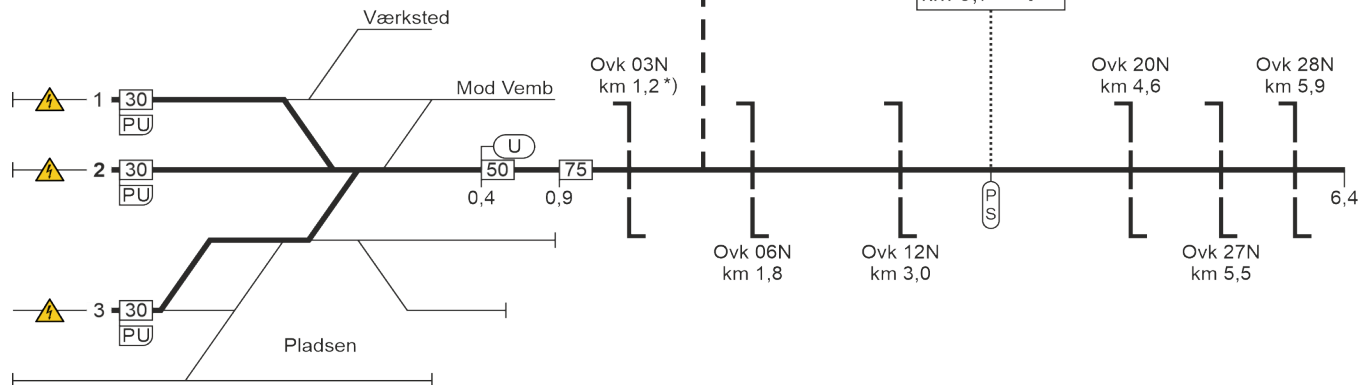 Værksted
Ovk 03N
km 1,2 *)
Ovk 20N
km 4,6
Ovk 28N
km 5,9
Mod Vemb
1 30
PU
U
2 30
PU
50
75
0,4
0,9
P
S
6,4
Ovk 06N
km 1,8
Ovk 12N
km 3,0
Ovk 27N
km 5,5
3 30
PU
Pladsen